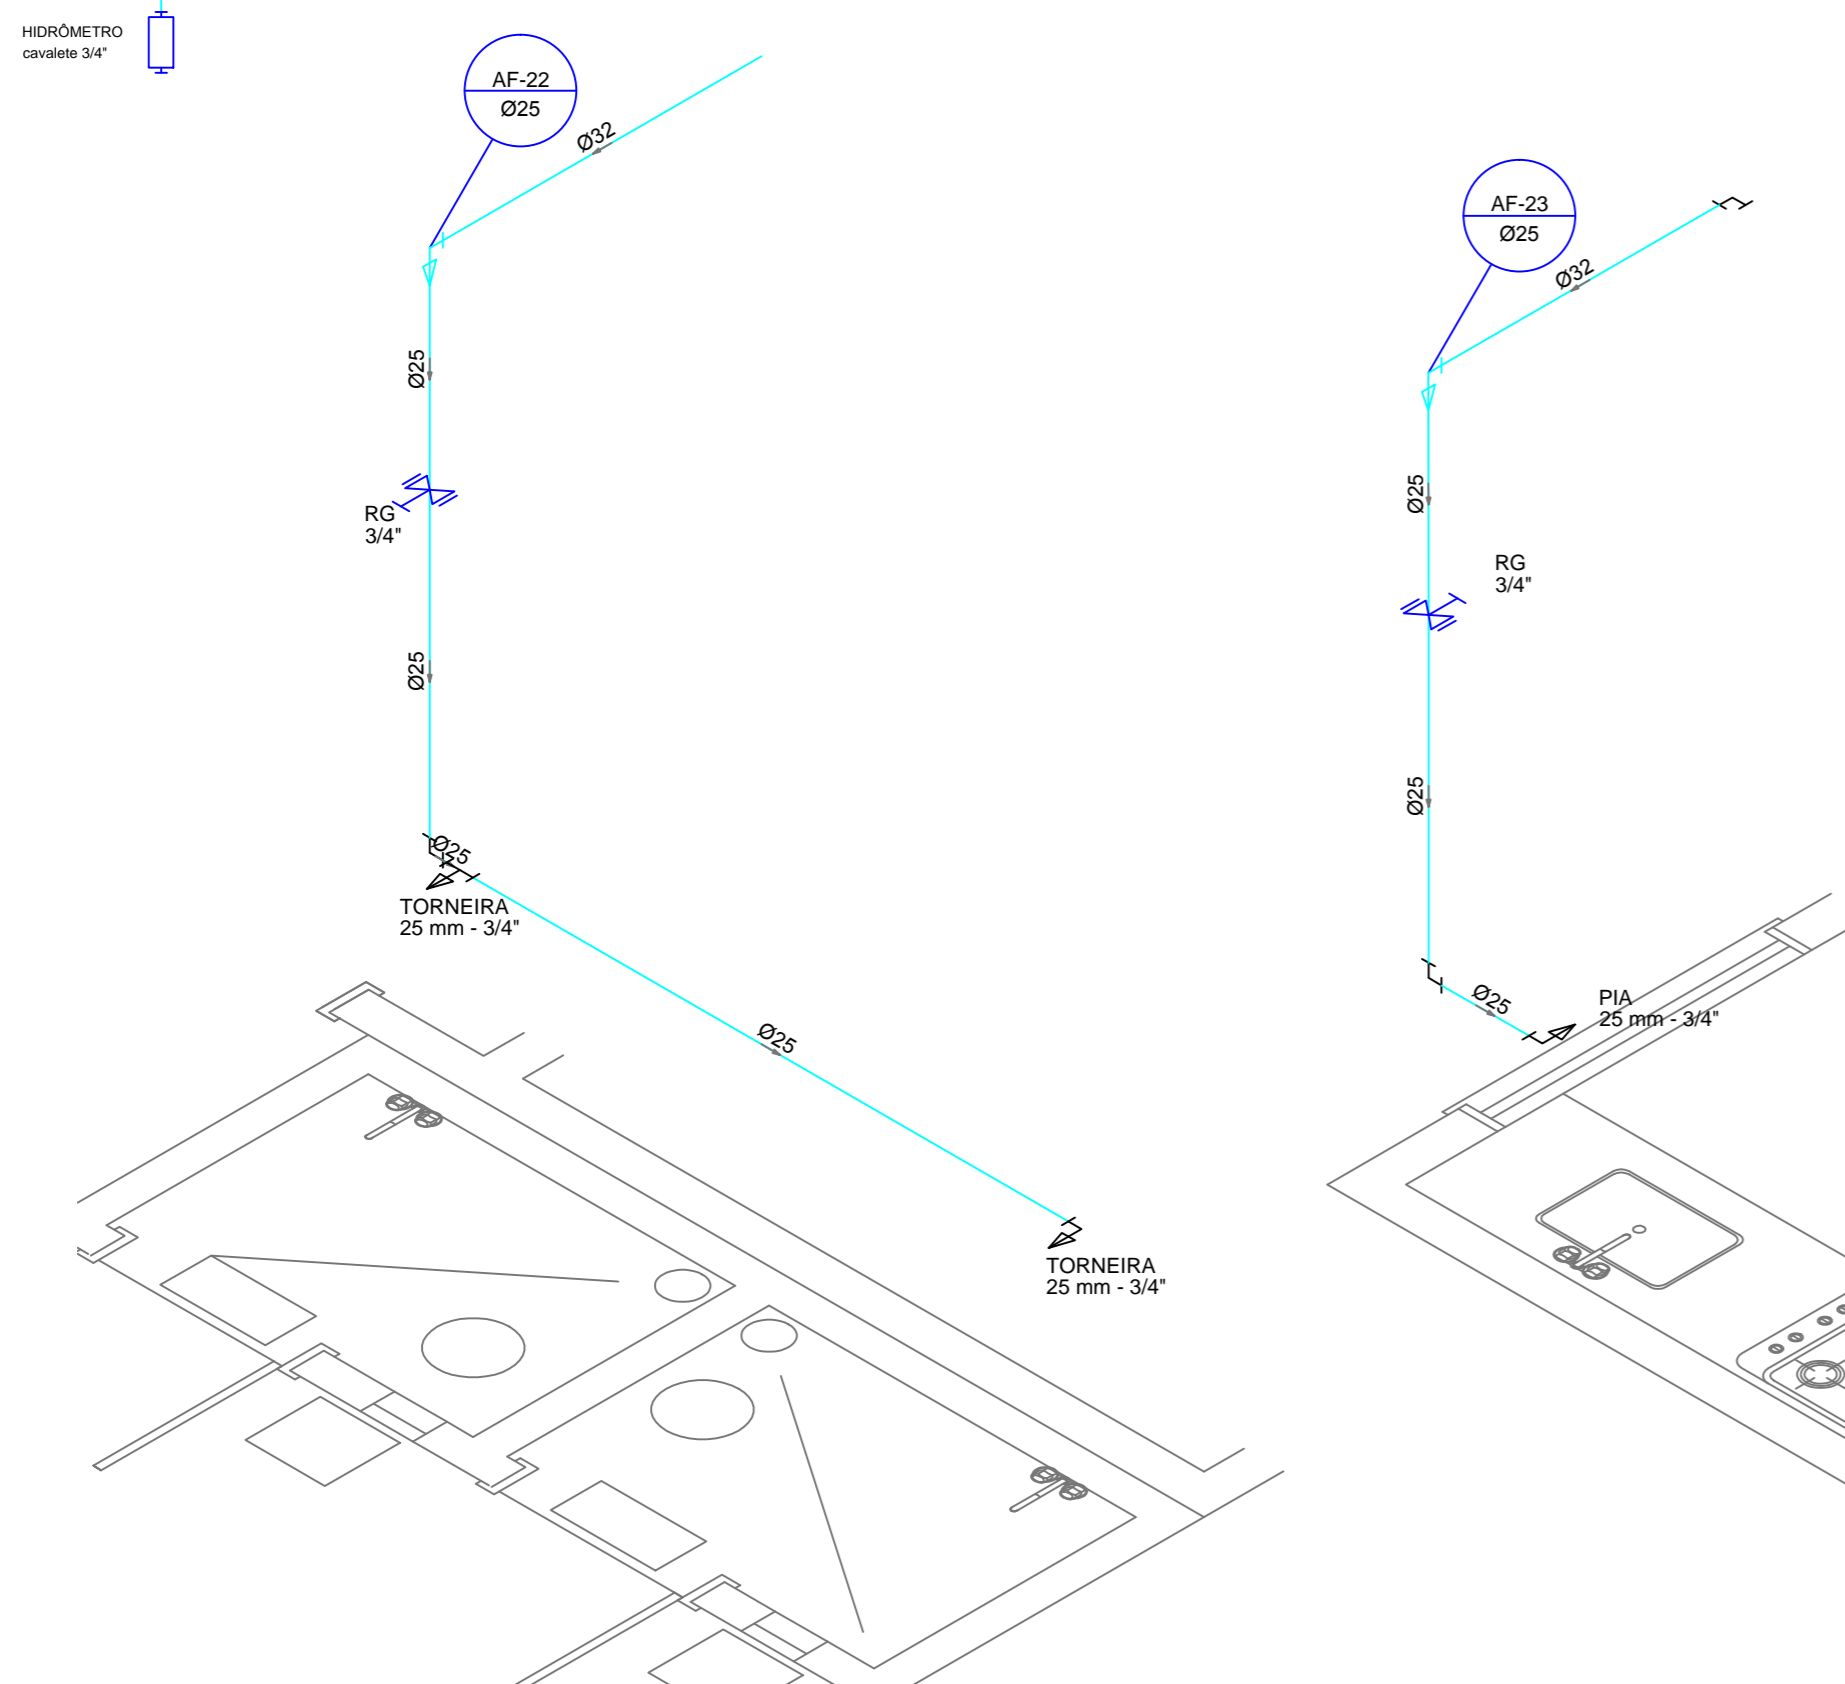 HIDRÔMETRO
cavalete 3/4"
AF-22
Ø25
Ø32
Ø25
RG
3/4"
Ø25
Ø25
TORNEIRA
25 mm - 3/4"
Ø25
TORNEIRA
25 mm - 3/4"
AF-23
Ø25
Ø32
Ø25
RG
3/4"
Ø25
Ø25
PIA
25 mm - 3/4"